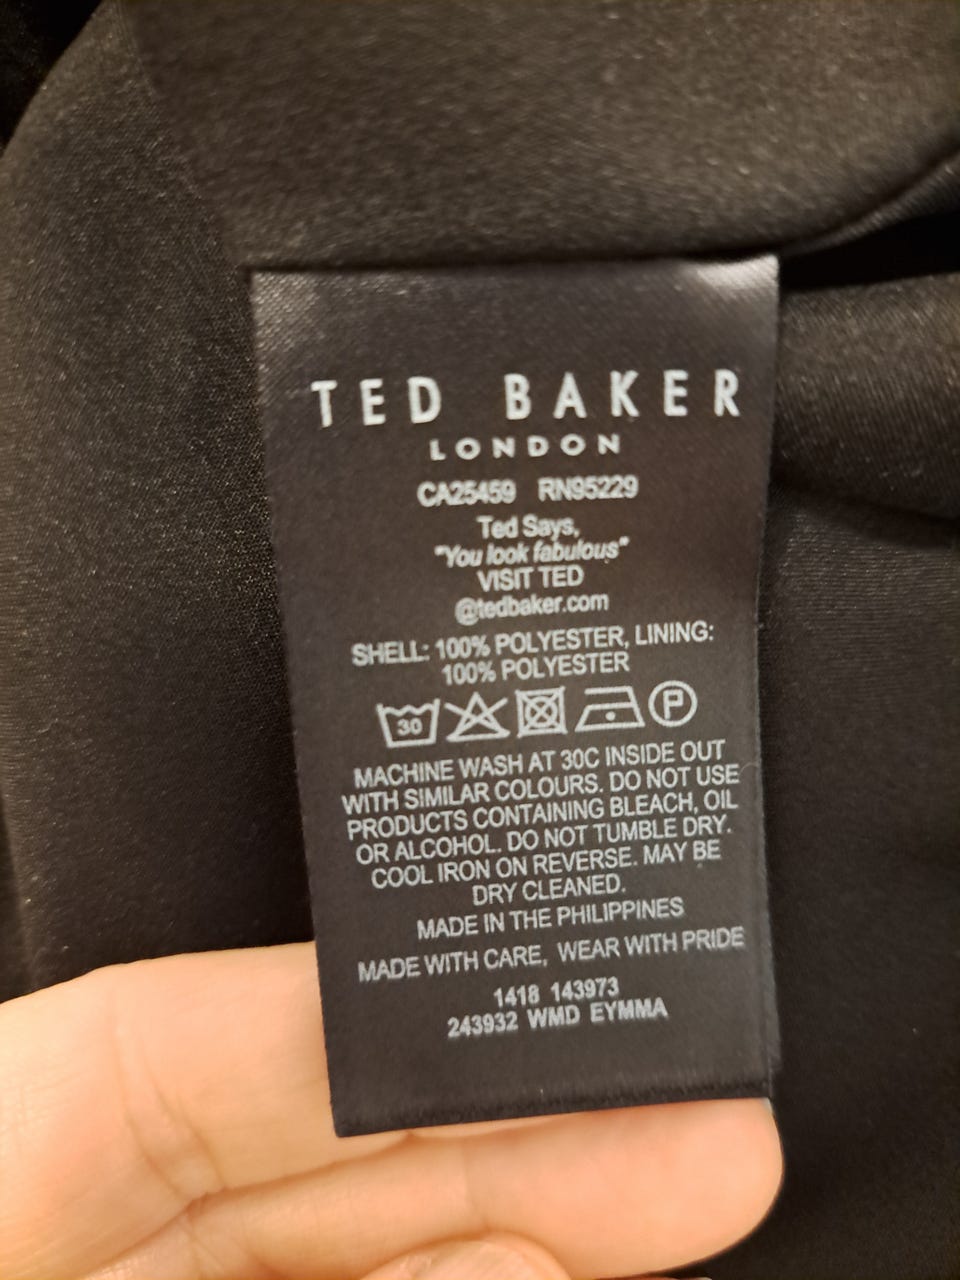 TED BAKER
LONDON
CA25459 RN95229
Ted Says,
"You look fabulous"
VISIT TED
@tedbaker.com
SHELL: 100% POLYESTER, LINING:
100% POLYESTER
30 P
MACHINE WASH AT 30C INSIDE OUT
WITH SIMILAR COLOURS. DO NOT USE
PRODUCTS CONTAINING BLEACH, OIL
OR ALCOHOL. DO NOT TUMBLE DRY.
COOL IRON ON REVERSE. MAY BE
DRY CLEANED.
MADE IN THE PHILIPPINES
MADE WITH CARE, WEAR WITH PRIDE
1418 143973
243932 WMD EYMMA